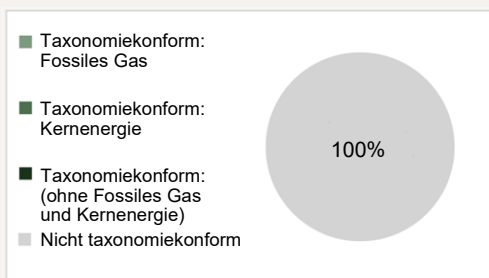 Taxonomiekonform:
Fossiles Gas
Taxonomiekonform:
Kernenergie
Taxonomiekonform:
(ohne Fossiles Gas
und Kernenergie)
Nicht taxonomiekonform
100%